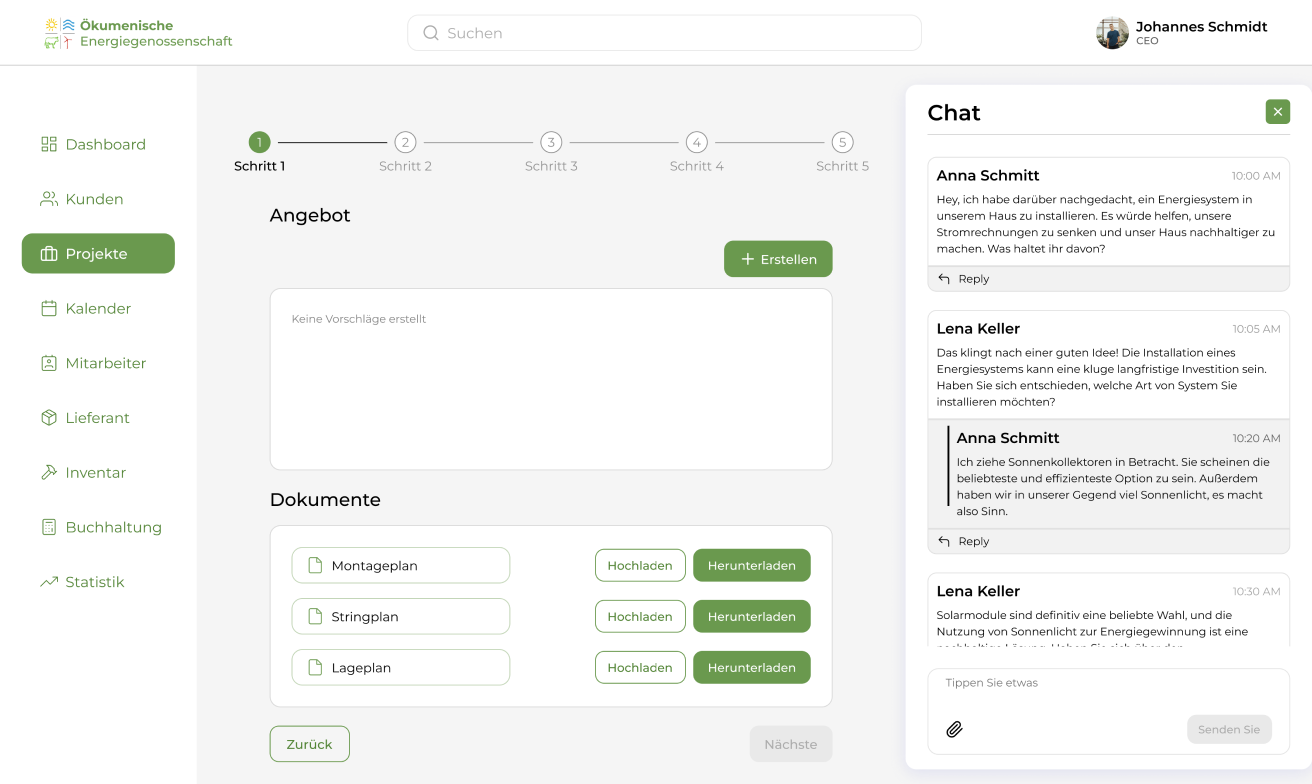 Ökumenische
Energiegenossenschaft
Suchen
Johannes Schmidt
CEO
Dashboard
Kunden
Projekte
Kalender
Mitarbeiter
Lieferant
Inventar
Buchhaltung
Statistik
1
2
3
4
5
Schritt 1
Schritt 2
Schritt 3
Schritt 4
Schritt 5
Angebot
Erstellen
Keine Vorschläge erstellt
Dokumente
Montageplan
Hochladen
Herunterladen
Stringplan
Hochladen
Herunterladen
Lageplan
Hochladen
Herunterladen
Zurück
Nächste
Chat
Anna Schmitt
10:00 AM
Hey, ich habe darüber nachgedacht, ein Energiesystem in
unserem Haus zu installieren. Es würde helfen, unsere
Stromrechnungen zu senken und unser Haus nachhaltiger zu
machen. Was haltet ihr davon?
Reply
Lena Keller
10:05 AM
Das klingt nach einer guten Idee! Die Installation eines
Energiesystems kann eine kluge langfristige Investition sein.
Haben Sie sich entschieden, welche Art von System Sie
installieren möchten?
Anna Schmitt
10:20 AM
Ich ziehe Sonnenkollektoren in Betracht. Sie scheinen die
beliebteste und effizienteste Option zu sein. Außerdem
haben wir in unserer Gegend viel Sonnenlicht, es macht
also Sinn.
Reply
Lena Keller
10:30 AM
Solarmodule sind definitiv eine beliebte Wahl, und die
Nutzung von Sonnenlicht zur Energiegewinnung ist eine
Tippen Sie etwas
Senden Sie